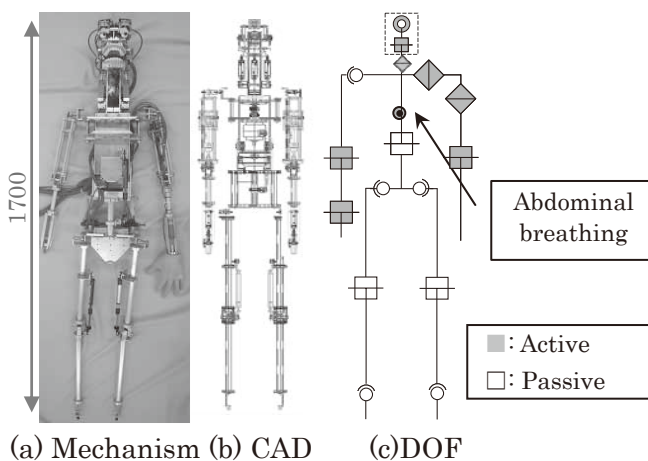 1700
Abdominal
breathing
: Active
: Passive
(a) Mechanism (b) CAD (c)DOF